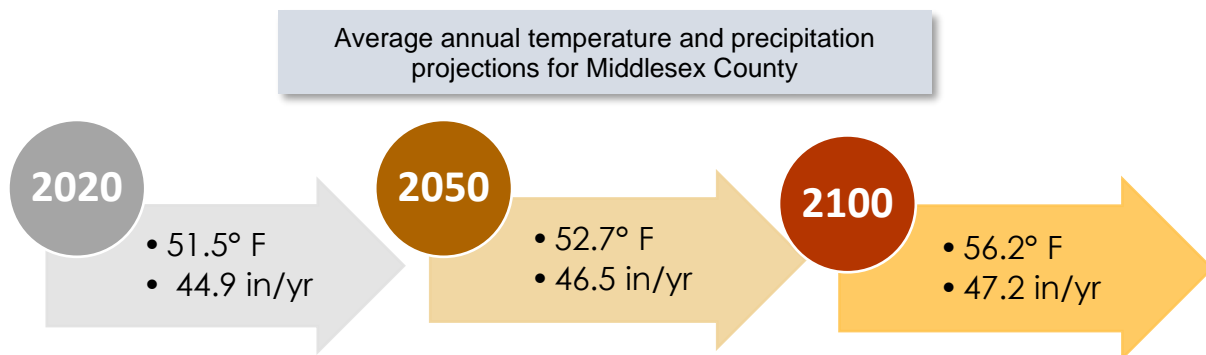 Average annual temperature and precipitation
projections for Middlesex County
2020
• 51.5° F
• 44.9 in/yr
2050
• 52.7° F
• 46.5 in/yr
2100
• 56.2° F
• 47.2 in/yr